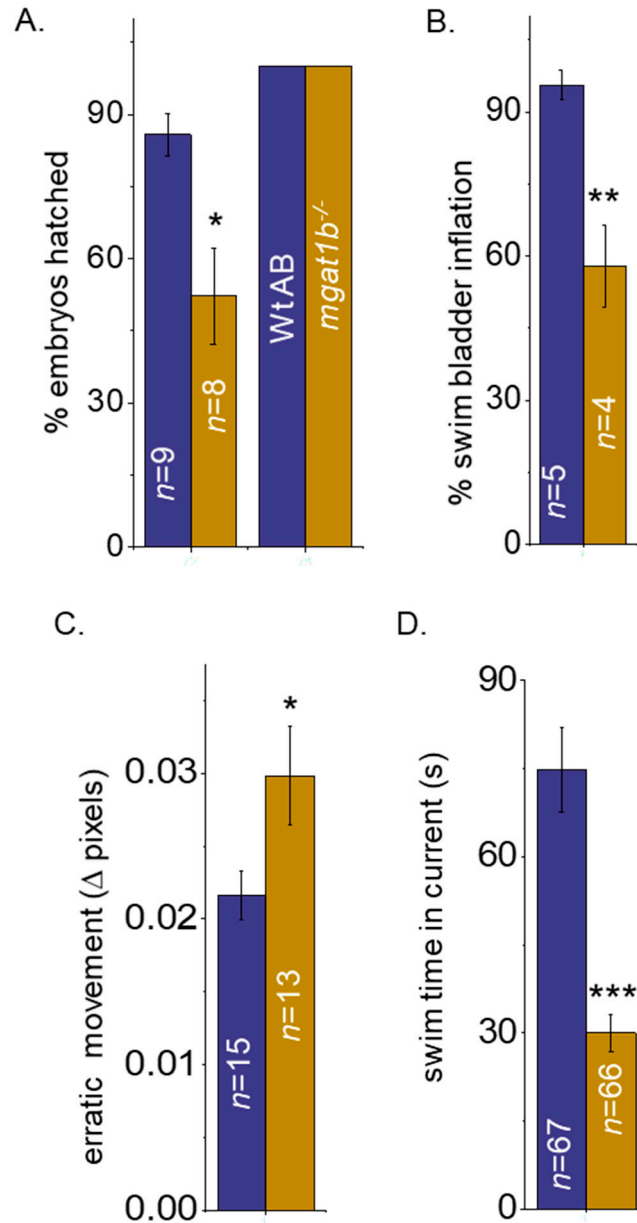 A.
% embryos hatched
90
60
30
0
n=9
*
n=8
Wt AB
mgat1b-/-
B.
% swim bladder inflation
90
60
30
0
n=5
**
n=4
C.
erratic movement (Δ pixels)
0.03
0.02
0.01
0.00
n=15
*
n=13
D.
swim time in current (s)
90
60
30
0
n=67
***
n=66